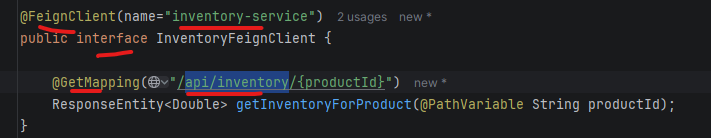 @FeignClient(name="inventory-service") 2 usages new *
public interface InventoryFeignClient {
@GetMapping("/api/inventory/{productId}") new *
ResponseEntity<Double> getInventoryForProduct(@PathVariable String productId);
}